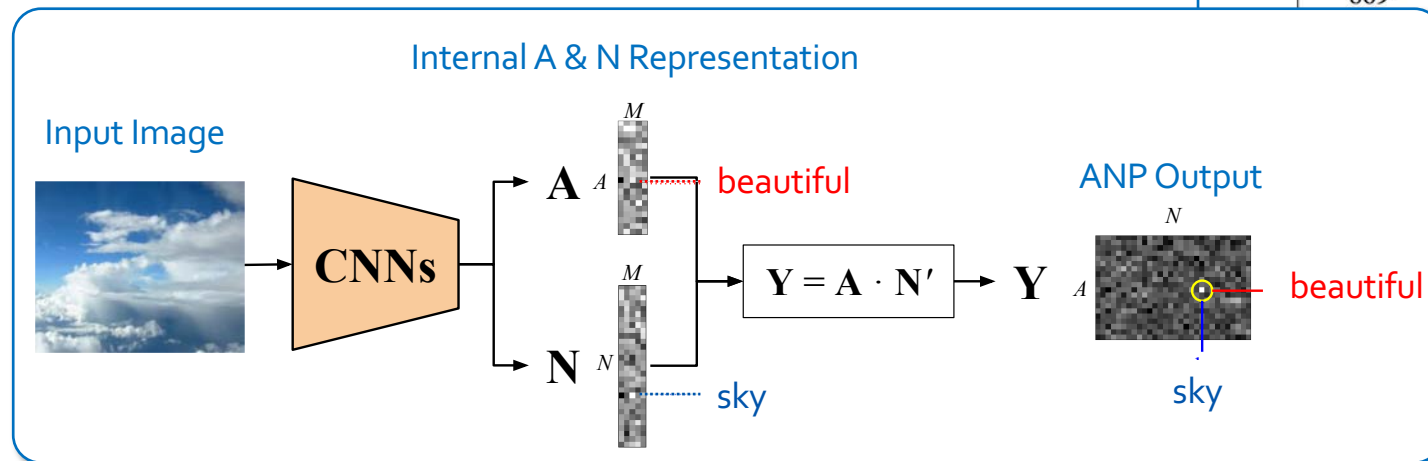 Internal A & N Representation
Input Image
M
A
A
beautiful
CNNs
M
N
N
sky
Y = A · N′
Y
ANP Output
N
A
beautiful
sky